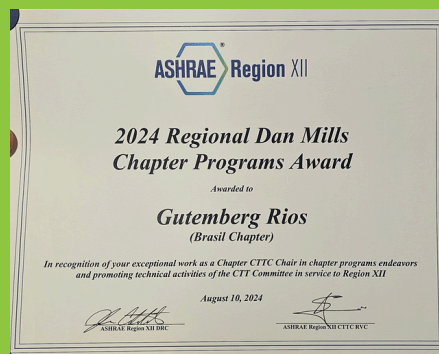 ASHRAE Region XII
2024 Regional Dan Mills
Chapter Programs Award
Awarded to
Gutemberg Rios
(Brasil Chapter)
In recognition of your exceptional work as a Chapter CTTC Chair in chapter programs endeavors
and promoting technical activities of the CTT Committee in service to Region XII
August 10, 2024
ASHRAE Region XII DRC
ASHRAE Region XII CTTC RVC